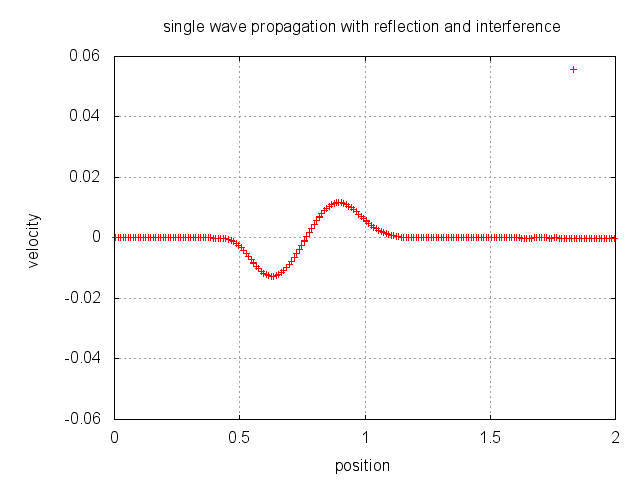 single wave propagation with reflection and interference
0.06
0.04
0.02
0
-0.02
-0.04
-0.06
velocity
0 0.5 1 1.5 2
position